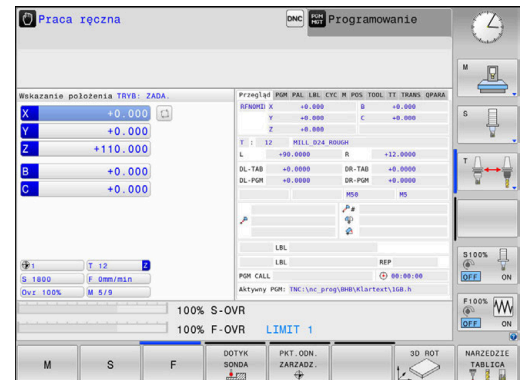 Praca ręczna
DNC
PGM MGT
Programowanie
Wskazanie położenia TRYB: ZADA.
X +0.000
Y +0.000
Z +110.000
B +0.000
C +0.000
1 T 12 Z
S 1800 F 0mm/min
Ovr 100% M 5/9
Przegląd PGM PAL LBL CYC M POS TOOL TT TRANS QPARA
RFNOMI X +0.000 B +0.000
Y +0.000 C +0.000
Z +0.000
T : 12 MILL_D24_ROUGH
L +90.0000 R +12.0000
DL-TAB +0.0000 DR-TAB +0.0000
DL-PGM +0.0000 DR-PGM +0.0000
M50 M5
P#
LBL
LBL REP
PGM CALL 00:00:00
Aktywny PGM: TNC:\nc_prog\BHB\Klartext\1GB.h
100% S-OVR
100% F-OVR LIMIT 1
M
S
T
S100%
OFF ON
F100%
OFF ON
M
S
F
DOTYK SONDA
PKT.ODN. ZARZADZ.
3D ROT
NARZEDZIE TABLICA